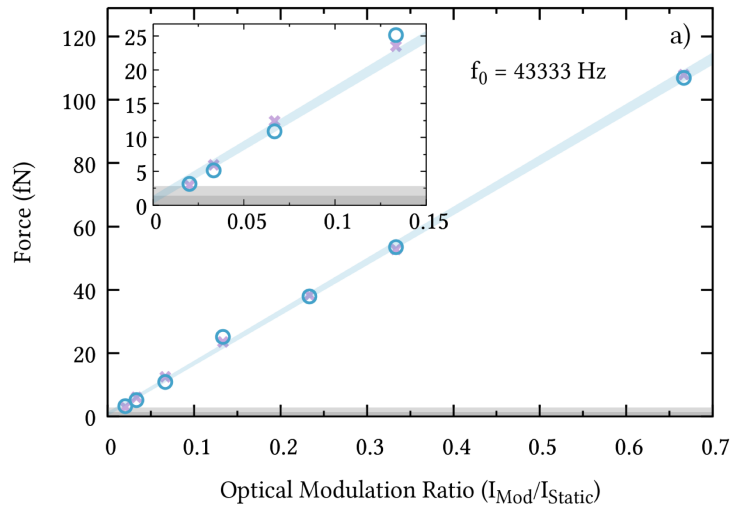 a)
f₀ = 43333 Hz
Force (fN)
120
100
80
60
40
20
0
25
20
15
10
5
0
0 0.05 0.1 0.15
0 0.1 0.2 0.3 0.4 0.5 0.6 0.7
Optical Modulation Ratio (I_Mod/I_Static)